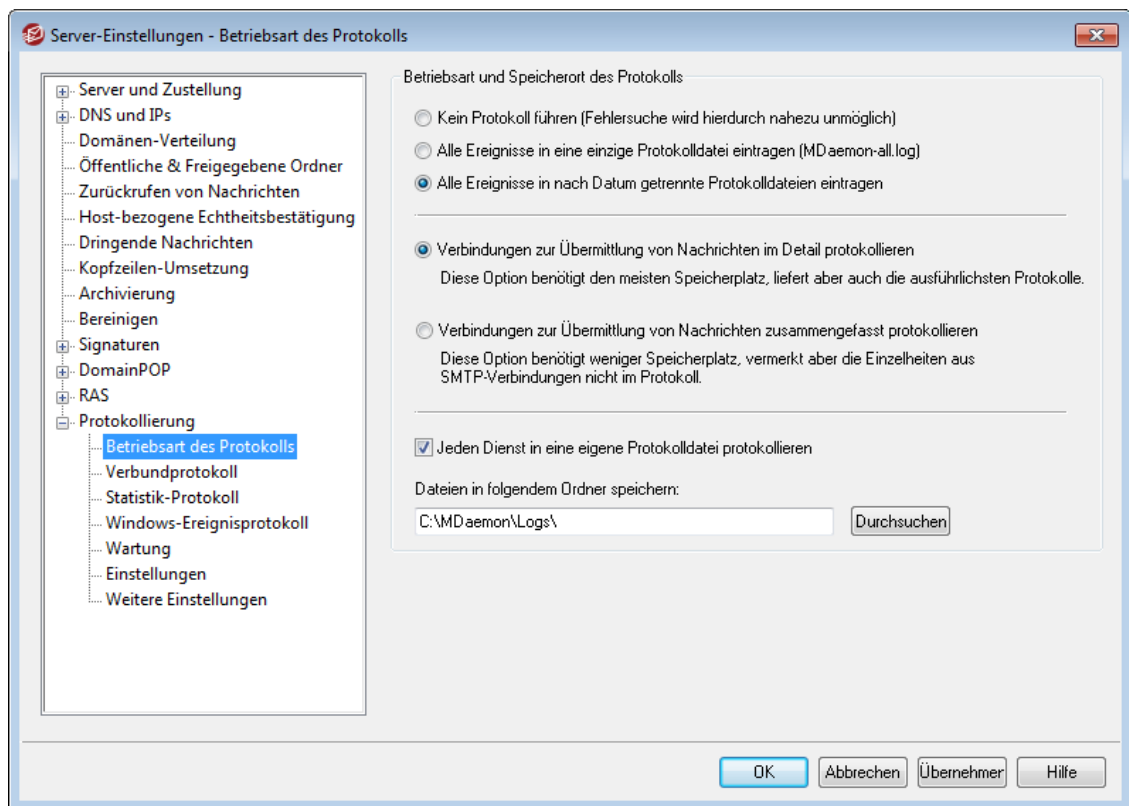 Server-Einstellungen - Betriebsart des Protokolls
Server und Zustellung
DNS und IPs
Domänen-Verteilung
Öffentliche & Freigegebene Ordner
Zurückrufen von Nachrichten
Host-bezogene Echtheitsbestätigung
Dringende Nachrichten
Kopfzeilen-Umsetzung
Archivierung
Bereinigen
Signaturen
DomainPOP
RAS
Protokollierung
Betriebsart des Protokolls
Verbundprotokoll
Statistik-Protokoll
Windows-Ereignisprotokoll
Wartung
Einstellungen
Weitere Einstellungen
Betriebsart und Speicherort des Protokolls
Kein Protokoll führen (Fehlersuche wird hierdurch nahezu unmöglich)
Alle Ereignisse in eine einzige Protokolldatei eintragen (MDaemon-all.log)
Alle Ereignisse in nach Datum getrennte Protokolldateien eintragen
Verbindungen zur Übermittlung von Nachrichten im Detail protokollieren
Diese Option benötigt den meisten Speicherplatz, liefert aber auch die ausführlichsten Protokolle.
Verbindungen zur Übermittlung von Nachrichten zusammengefasst protokollieren
Diese Option benötigt weniger Speicherplatz, vermerkt aber die Einzelheiten aus
SMTP-Verbindungen nicht im Protokoll.
Jeden Dienst in eine eigene Protokolldatei protokollieren
Dateien in folgendem Ordner speichern:
C:\MDaemon\Logs\
Durchsuchen
OK
Abbrechen
Übernehmer
Hilfe